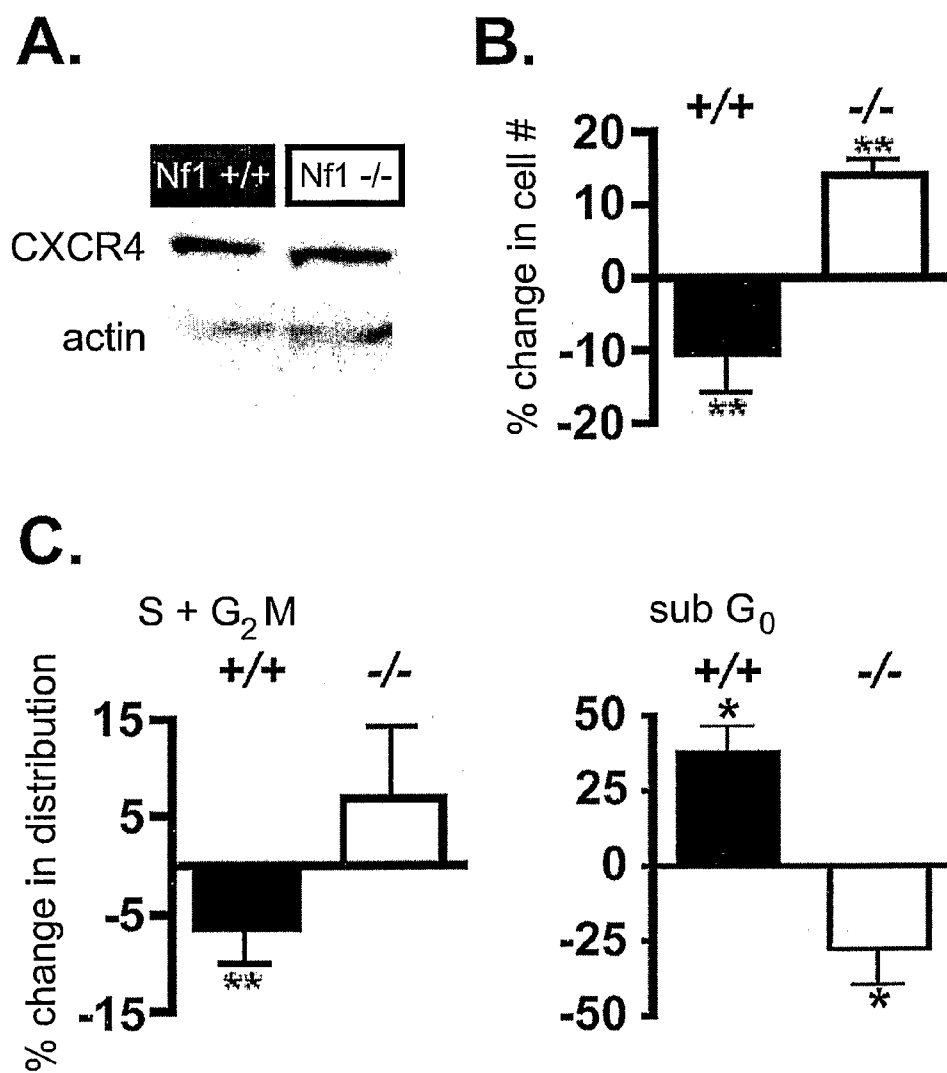 A.
Nf1 +/+ Nf1 -/-
CXCR4
actin
B.
+/+ -/-
% change in cell #
20
10
0
-10
-20
**
**
C.
S + G2 M
+/+ -/-
% change in distribution
15
5
-5
-15
**
sub G0
+/+ -/-
50
25
0
-25
-50
*
*